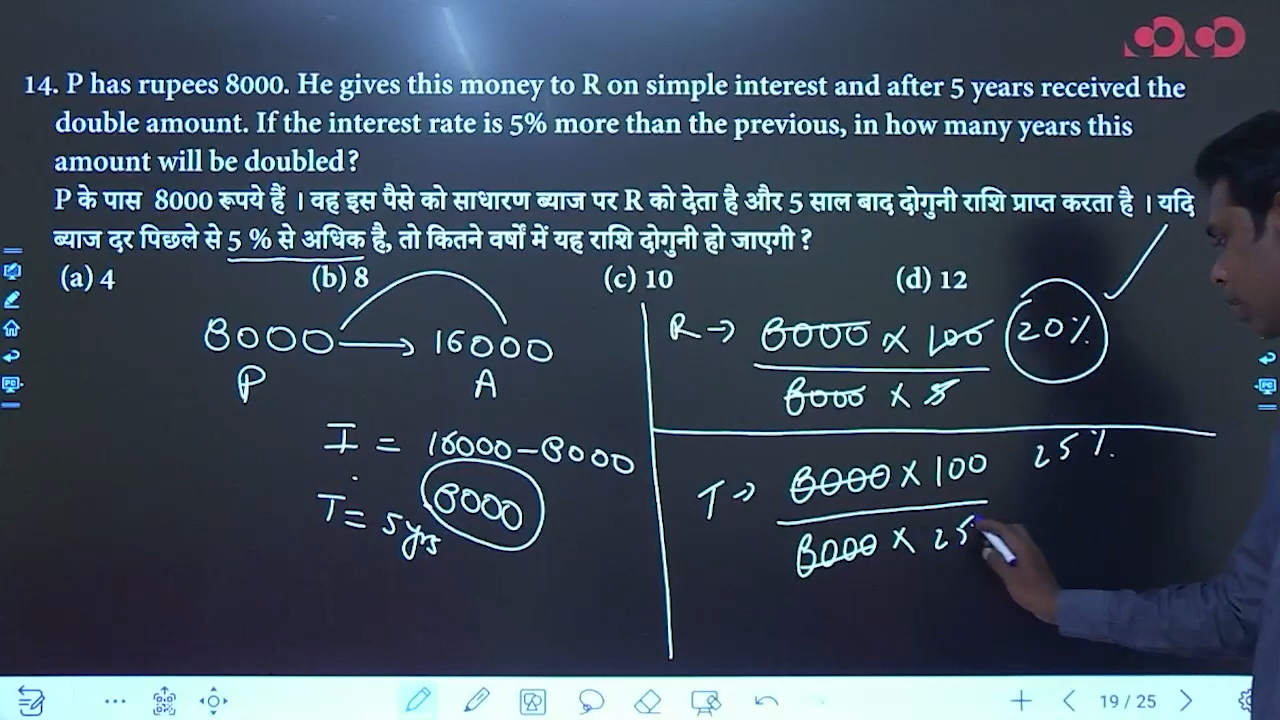 14. P has rupees 8000. He gives this money to R on simple interest and after 5 years received the
double amount. If the interest rate is 5% more than the previous, in how many years this
amount will be doubled?
P के पास 8000 रूपये हैं । वह इस पैसे को साधारण ब्याज पर R को देता है और 5 साल बाद दोगुनी राशि प्राप्त करता है । यदि
ब्याज दर पिछले से 5 % से अधिक है, तो कितने वर्षों में यह राशि दोगुनी हो जाएगी ?
(a) 4 (b) 8 (c) 10 (d) 12
8000 → 16000
P A
I = 16000-8000
8000
T = 5 yrs
R → 8000 × 100 20%
8000 × 5
25%
T → 8000 × 100
8000 × 25
19 / 25